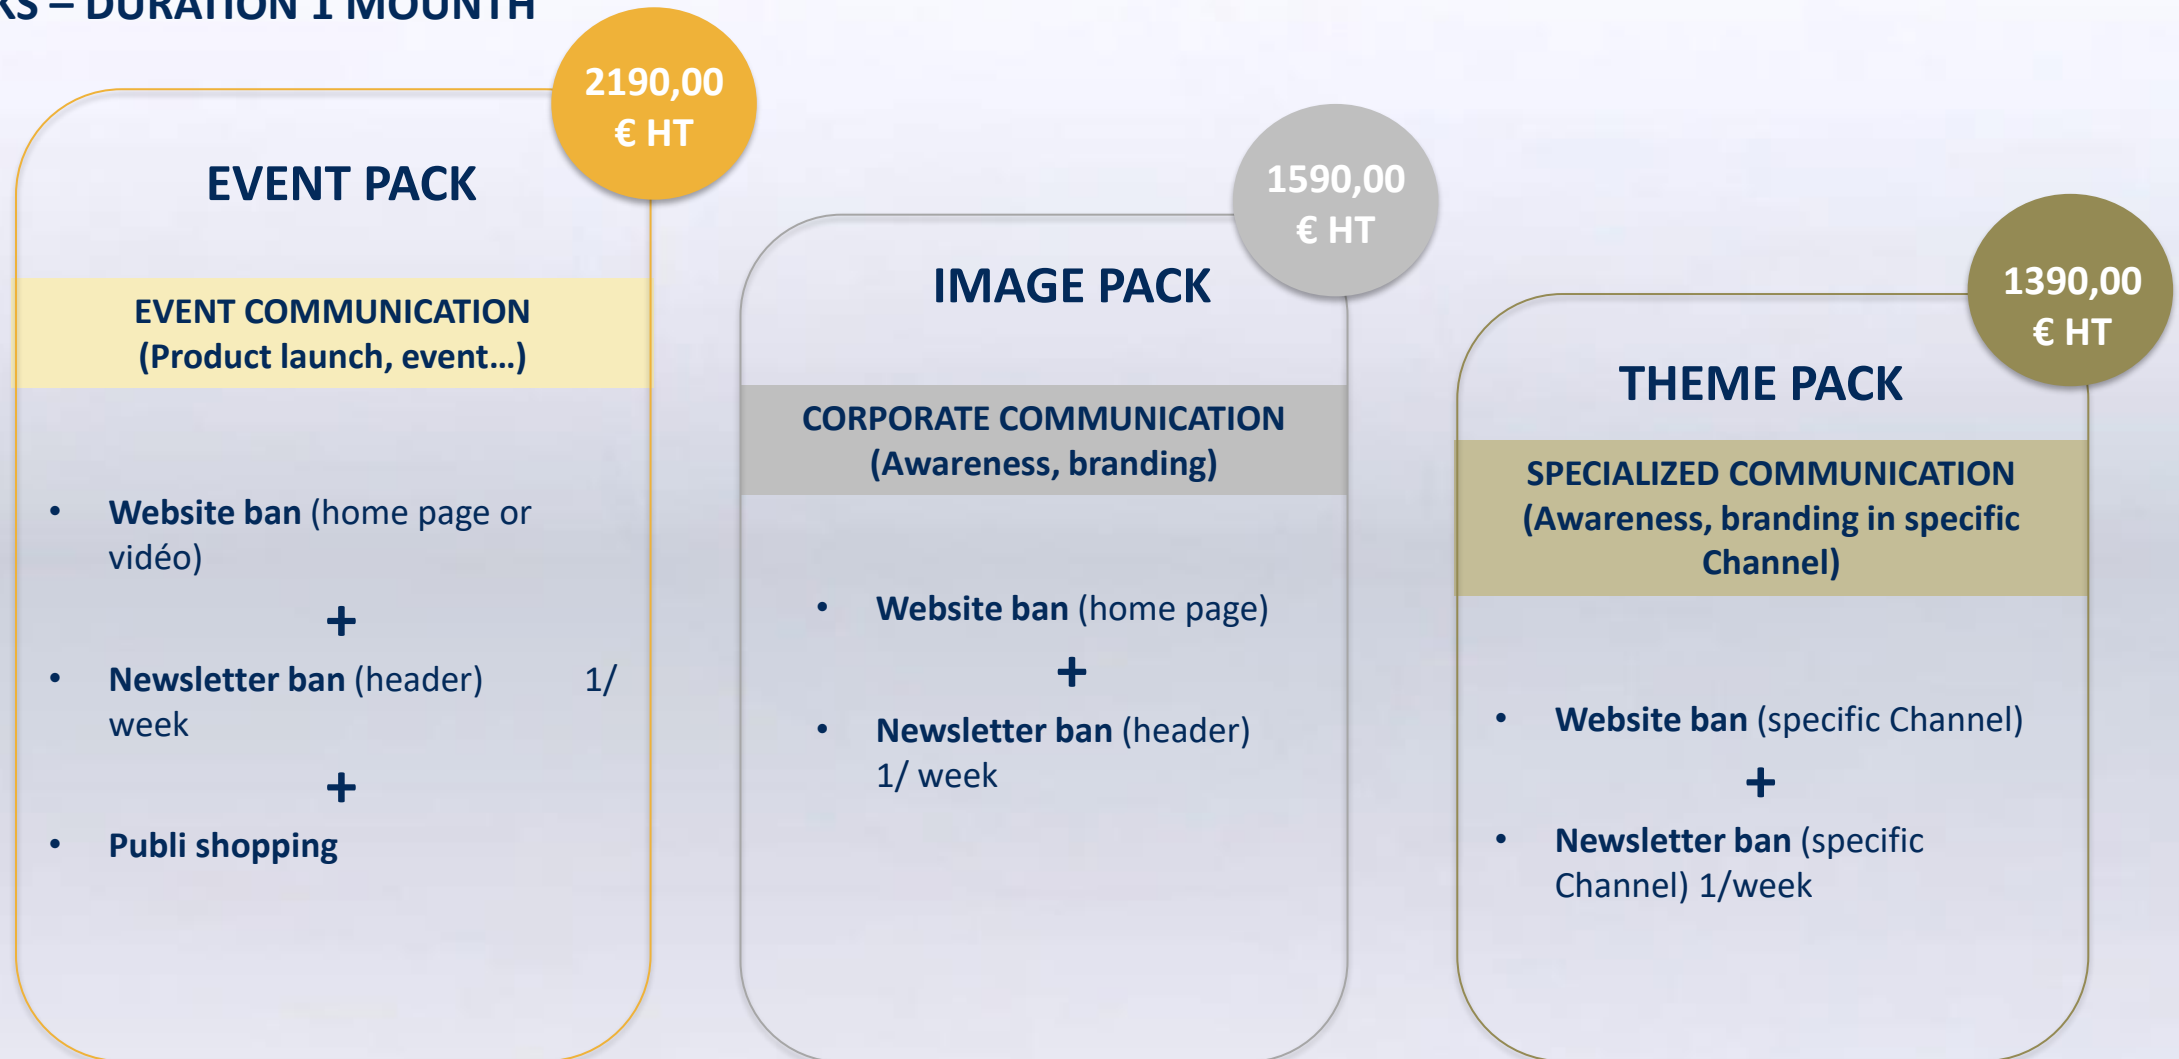 KS – DURATION 1 MOUNTH
2190,00
€ HT
EVENT PACK
EVENT COMMUNICATION
(Product launch, event…)
• Website ban (home page or
vidéo)
+
• Newsletter ban (header) 1/
week
+
• Publi shopping
1590,00
€ HT
IMAGE PACK
CORPORATE COMMUNICATION
(Awareness, branding)
• Website ban (home page)
+
• Newsletter ban (header)
1/ week
1390,00
€ HT
THEME PACK
SPECIALIZED COMMUNICATION
(Awareness, branding in specific
Channel)
• Website ban (specific Channel)
+
• Newsletter ban (specific
Channel) 1/week